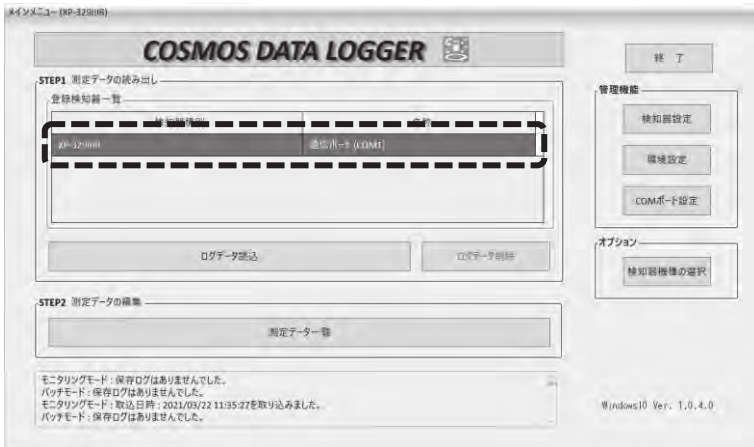 メインメニュー (XP-329ⅢR)
COSMOS DATA LOGGER
終 了
STEP1 測定データの読み出し
登録検知器一覧
検知器種別 名称
XP-329ⅢR 通信ポート (COM1)
ログデータ読込 ログデータ削除
管理機能
検知器設定
環境設定
COMポート設定
オプション
検知器機種の選択
STEP2 測定データの編集
測定データ一覧
モニタリングモード : 保存ログはありませんでした。
バッチモード : 保存ログはありませんでした。
モニタリングモード : 取込日時 : 2021/03/22 11:35:27を取り込みました。
バッチモード : 保存ログはありませんでした。
Windows10 Ver. 1.0.4.0